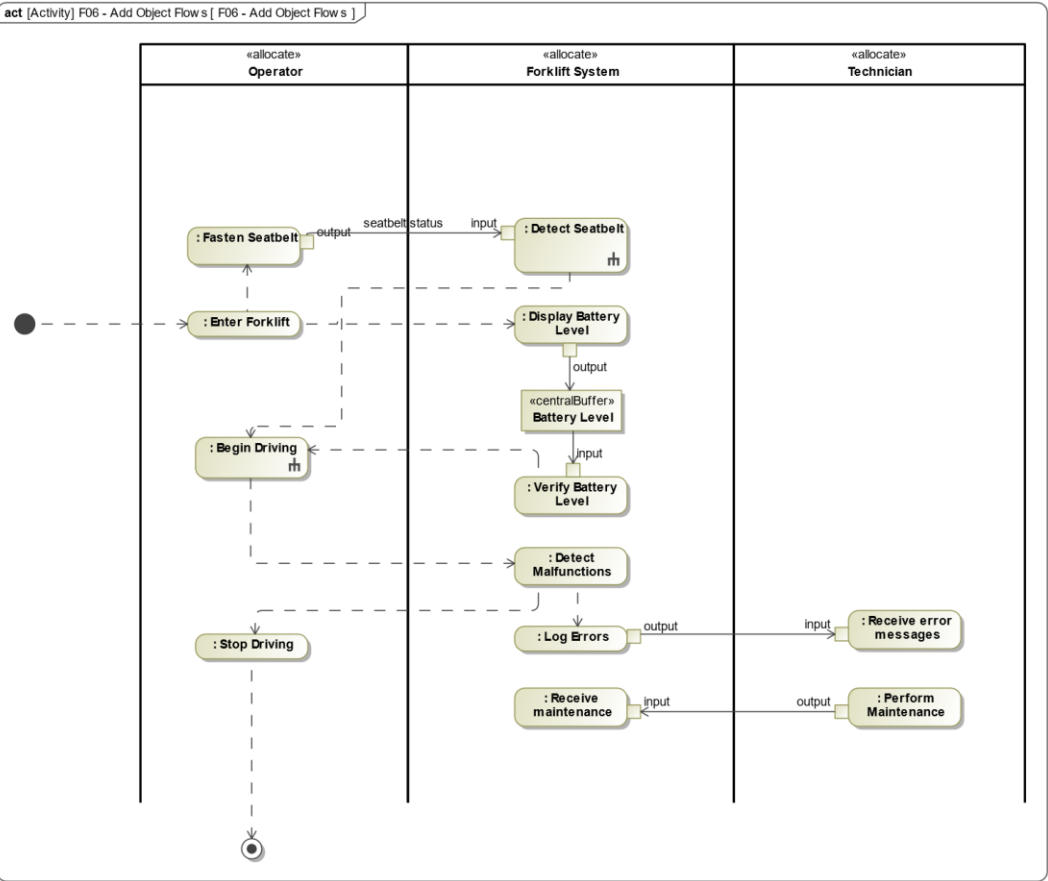 act [Activity] F06 - Add Object Flows [ F06 - Add Object Flows ]
«allocate»
Operator
«allocate»
Forklift System
«allocate»
Technician
: Fasten Seatbelt
output
seatbelt status
input
: Detect Seatbelt
: Enter Forklift
: Display Battery
Level
output
«centralBuffer»
Battery Level
input
: Begin Driving
: Verify Battery
Level
: Detect
Malfunctions
: Stop Driving
: Log Errors
output
input
: Receive error
messages
: Receive
maintenance
input
output
: Perform
Maintenance